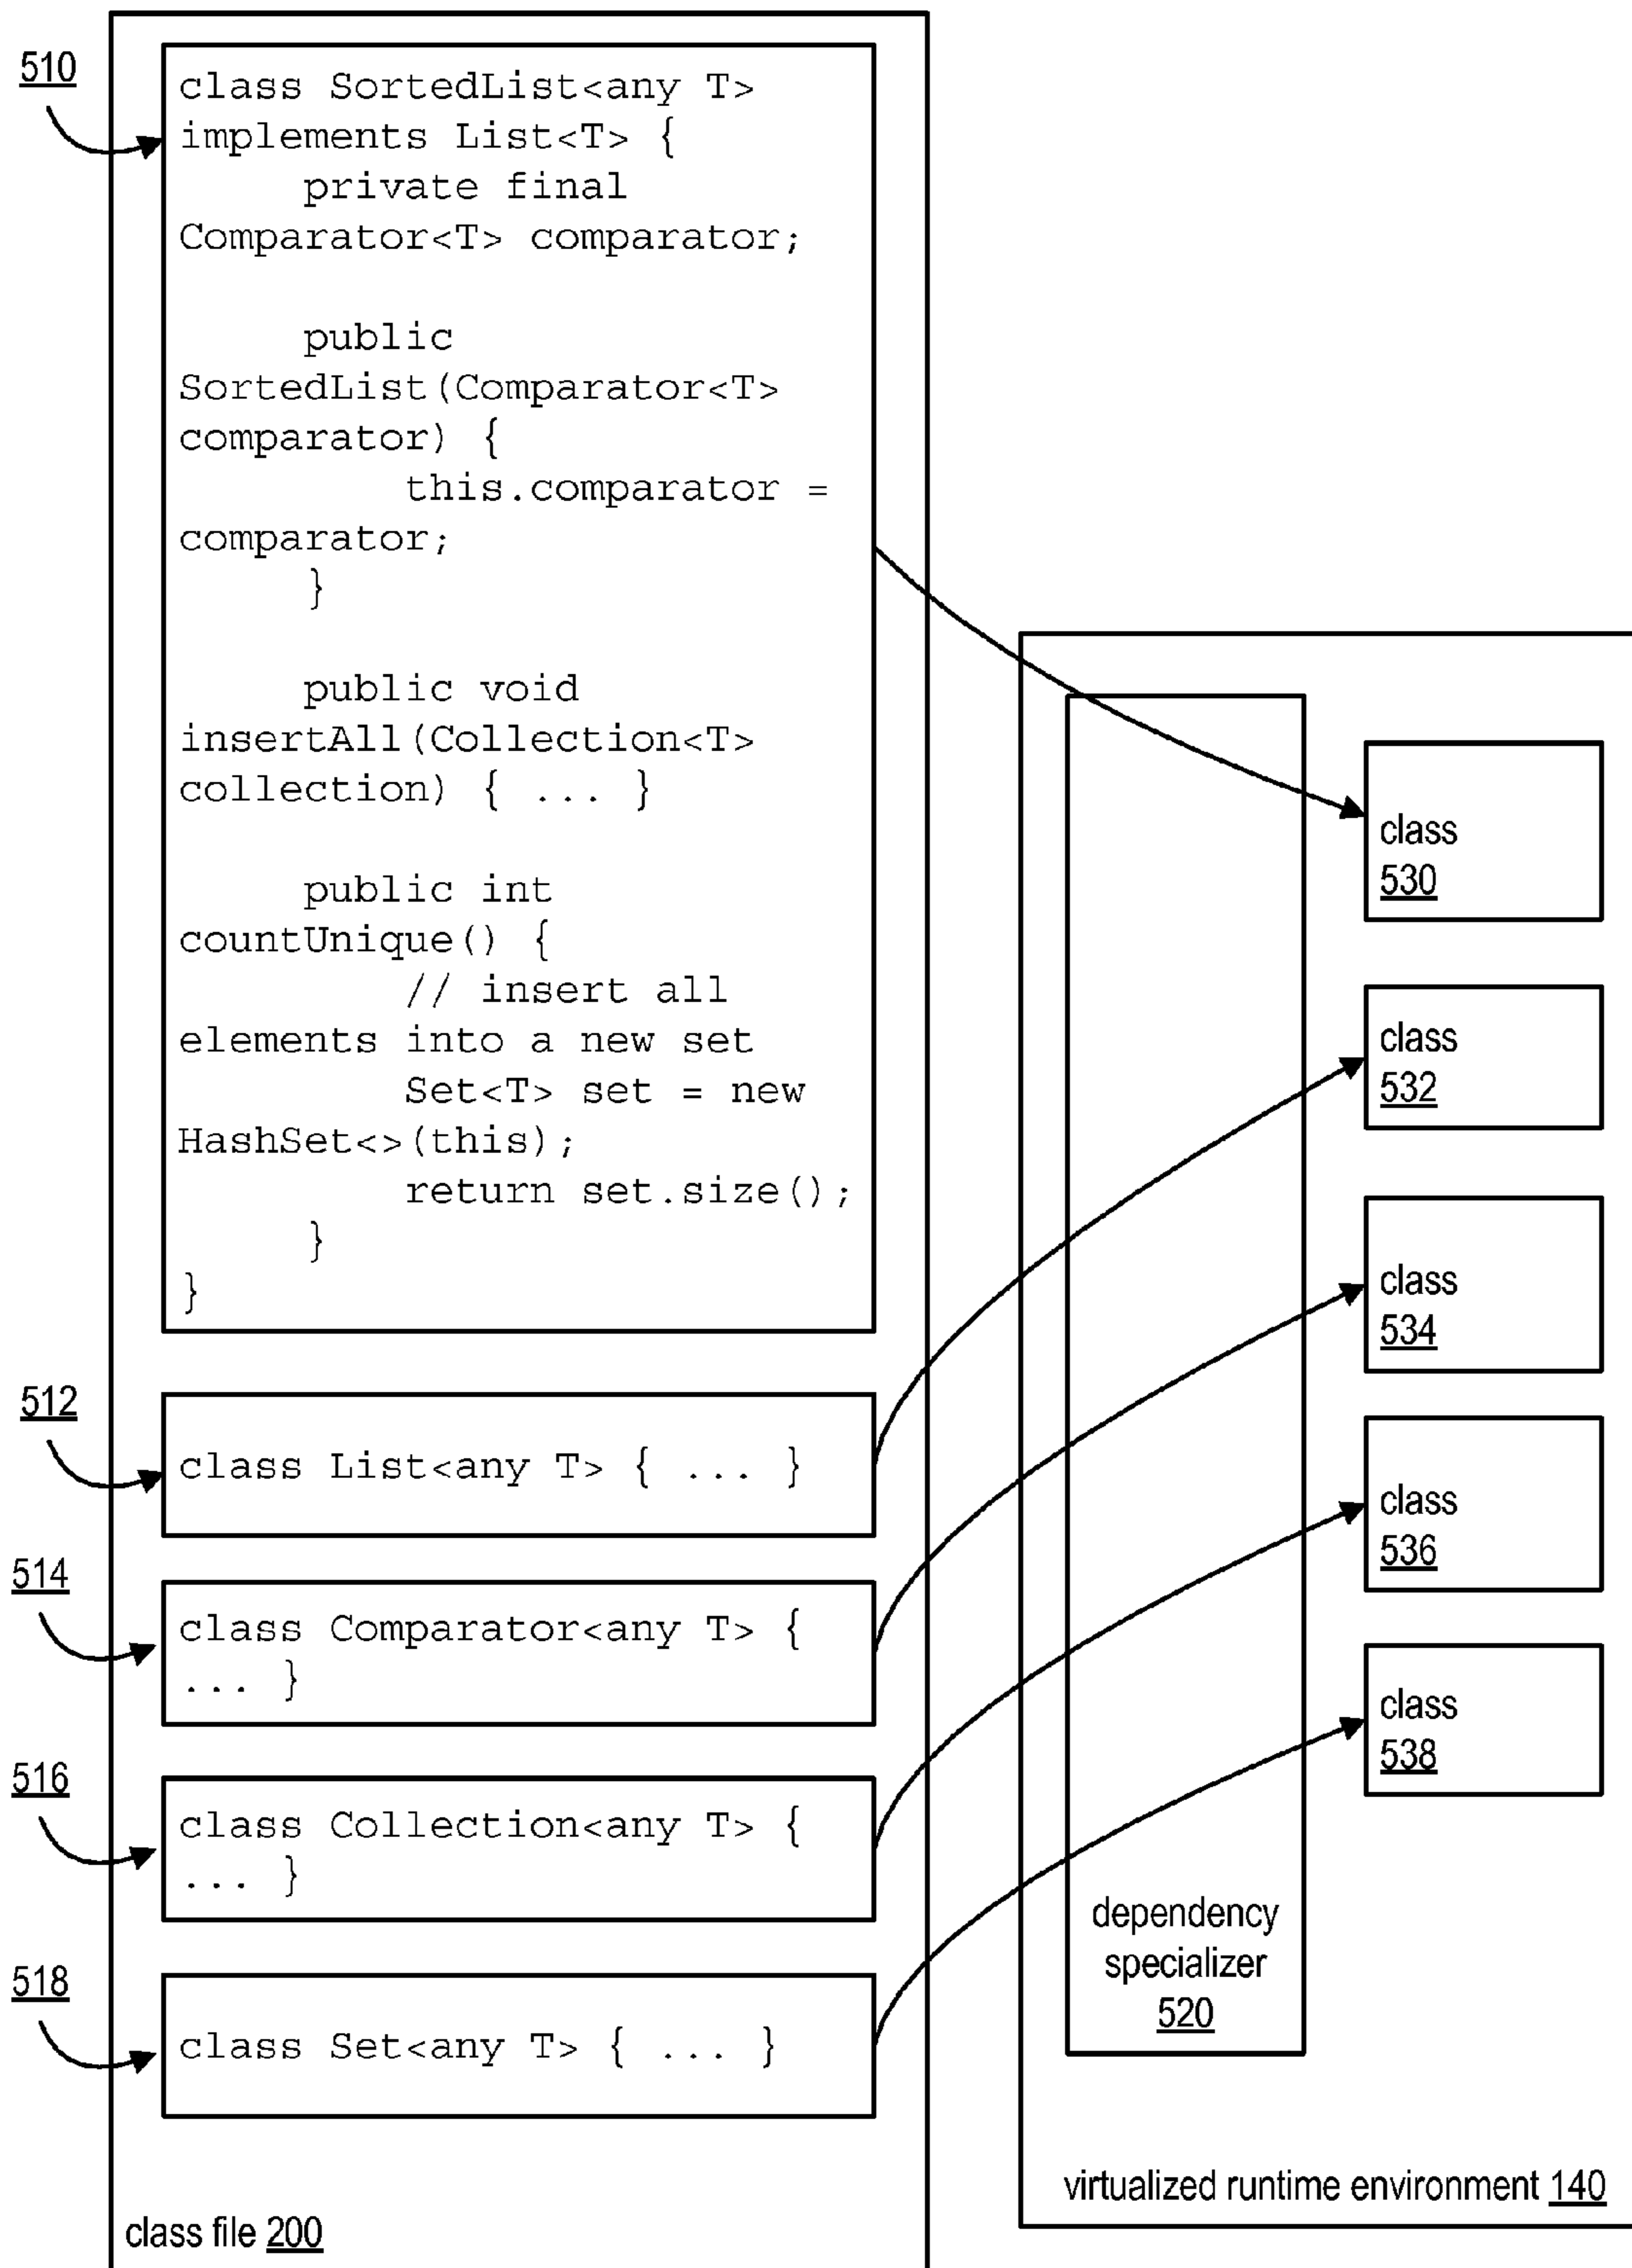 510
class SortedList<any T>
implements List<T> {
private final
Comparator<T> comparator;
public
SortedList(Comparator<T>
comparator) {
this.comparator =
comparator;
}
public void
insertAll(Collection<T>
collection) { ... }
public int
countUnique() {
// insert all
elements into a new set
Set<T> set = new
HashSet<>(this);
return set.size();
}
}
512
class List<any T> { ... }
514
class Comparator<any T> {
... }
516
class Collection<any T> {
... }
518
class Set<any T> { ... }
class file 200
class
530
class
532
class
534
class
536
class
538
dependency
specializer
520
virtualized runtime environment 140